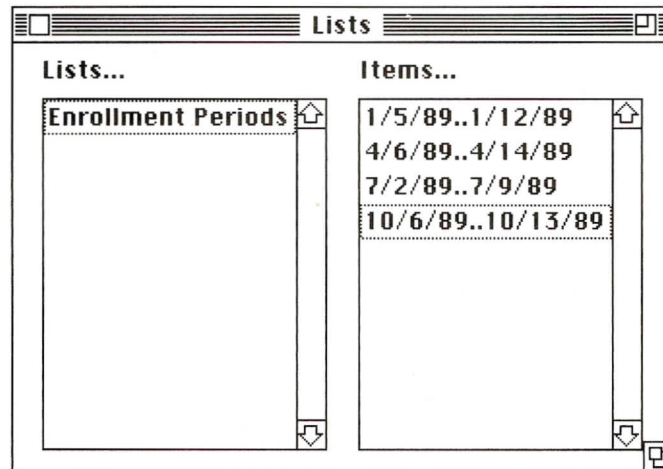 Lists
Lists...
Items...
Enrollment Periods
1/5/89..1/12/89
4/6/89..4/14/89
7/2/89..7/9/89
10/6/89..10/13/89